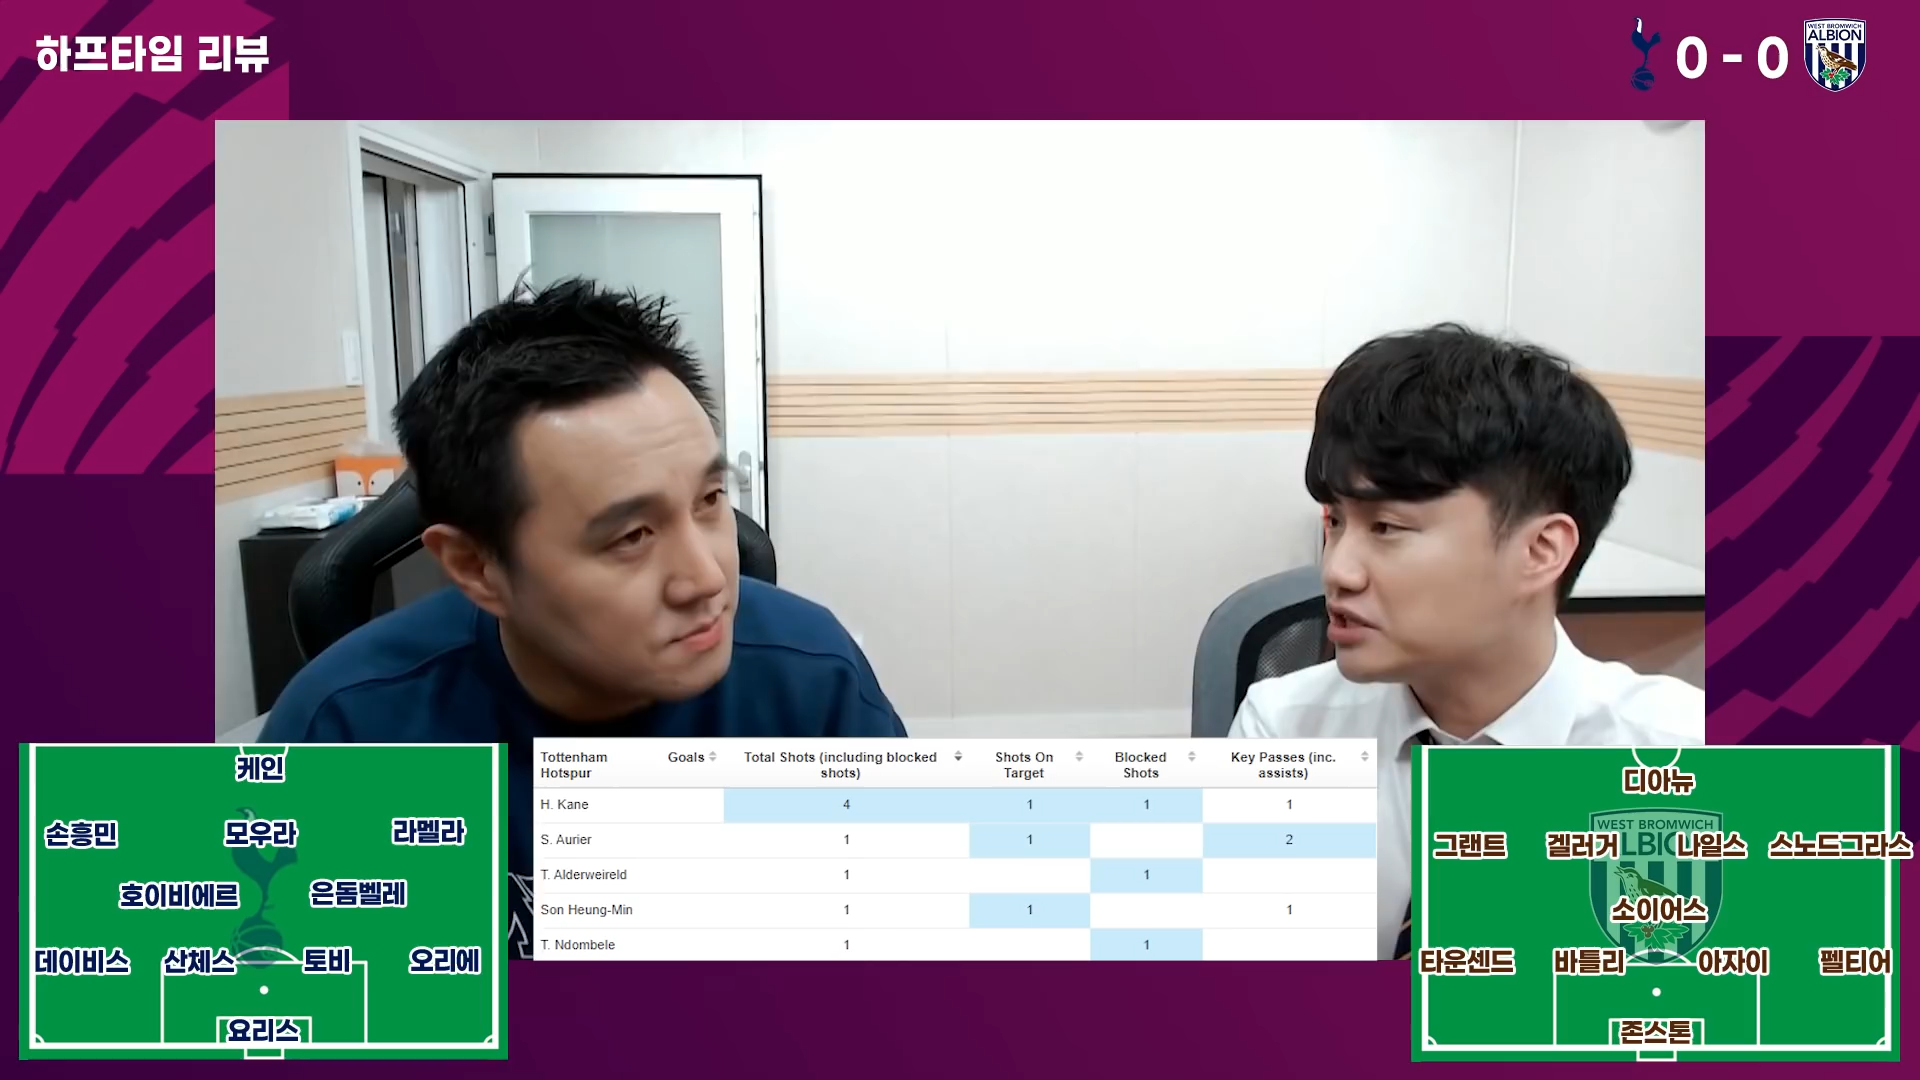 하프타임 리뷰
0 - 0
WEST BROMWICH
ALBION
Tottenham Hotspur Goals Total Shots (including blocked shots) Shots On Target Blocked Shots Key Passes (inc. assists)
H. Kane 4 1 1 1
S. Aurier 1 1 2
T. Alderweireld 1 1
Son Heung-Min 1 1 1
T. Ndombele 1 1
케인
손흥민 모우라 라멜라
호이비에르 은돔벨레
데이비스 산체스 토비 오리에
요리스
디아뉴
WEST BROMWICH
그랜트 겔러거 나일스 스노드그라스
소이어스
타운센드 바틀리 아자이 펠티어
존스톤